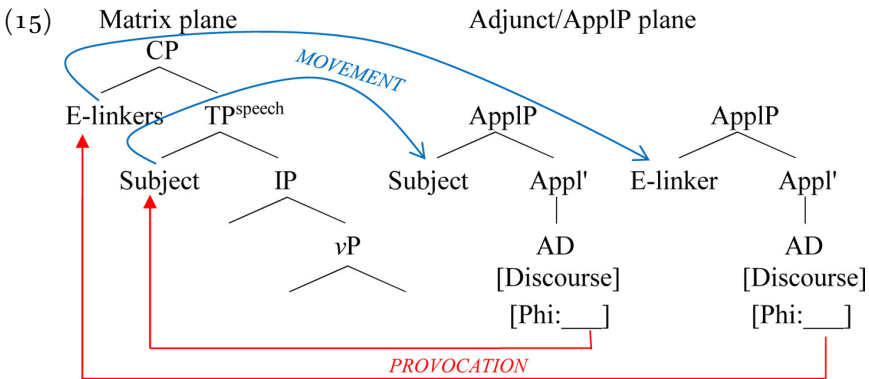 (15) Matrix plane Adjunct/ApplP plane
CP
MOVEMENT
E-linkers TPspeech ApplP ApplP
Subject IP Subject Appl' E-linker Appl'
vP AD AD
[Discourse] [Discourse]
[Phi:___] [Phi:___]
PROVOCATION